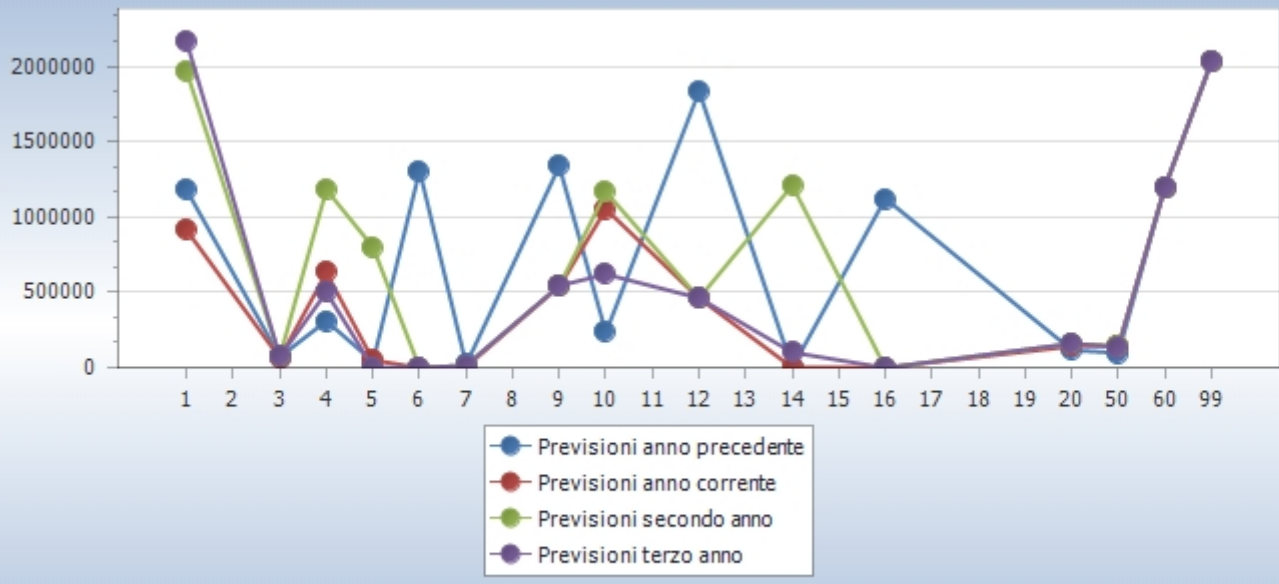 2000000
1500000
1000000
500000
0
1 2 3 4 5 6 7 8 9 10 11 12 13 14 15 16 17 18 19 20 50 60 99
Previsioni anno precedente
Previsioni anno corrente
Previsioni secondo anno
Previsioni terzo anno